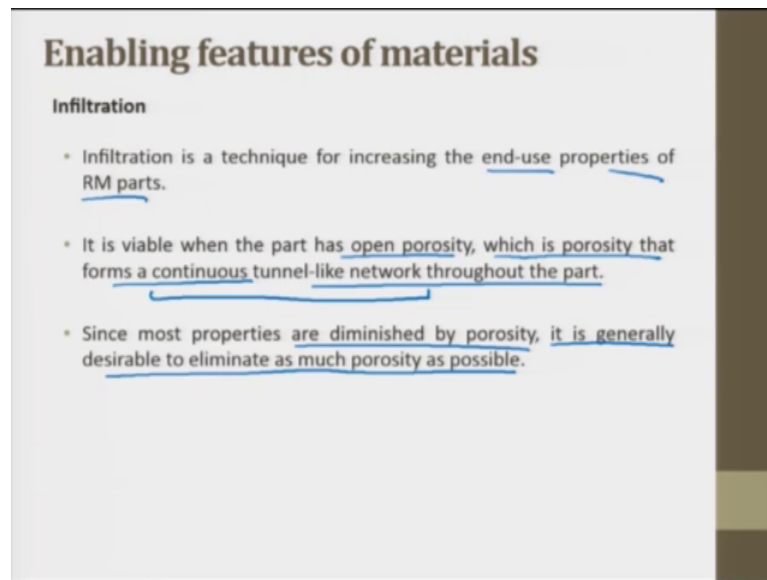 Enabling features of materials
Infiltration
• Infiltration is a technique for increasing the end-use properties of
RM parts.
• It is viable when the part has open porosity, which is porosity that
forms a continuous tunnel-like network throughout the part.
• Since most properties are diminished by porosity, it is generally
desirable to eliminate as much porosity as possible.